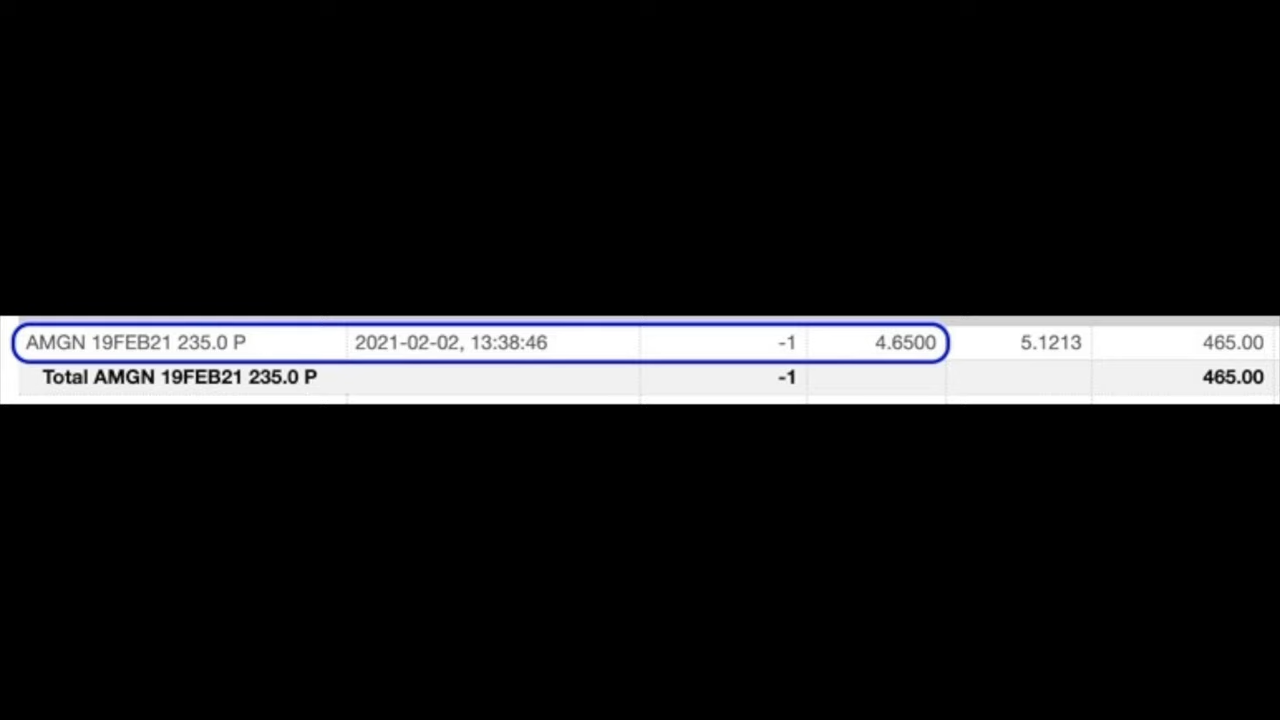 AMGN 19FEB21 235.0 P 2021-02-02, 13:38:46 -1 4.6500 5.1213 465.00
Total AMGN 19FEB21 235.0 P -1 465.00